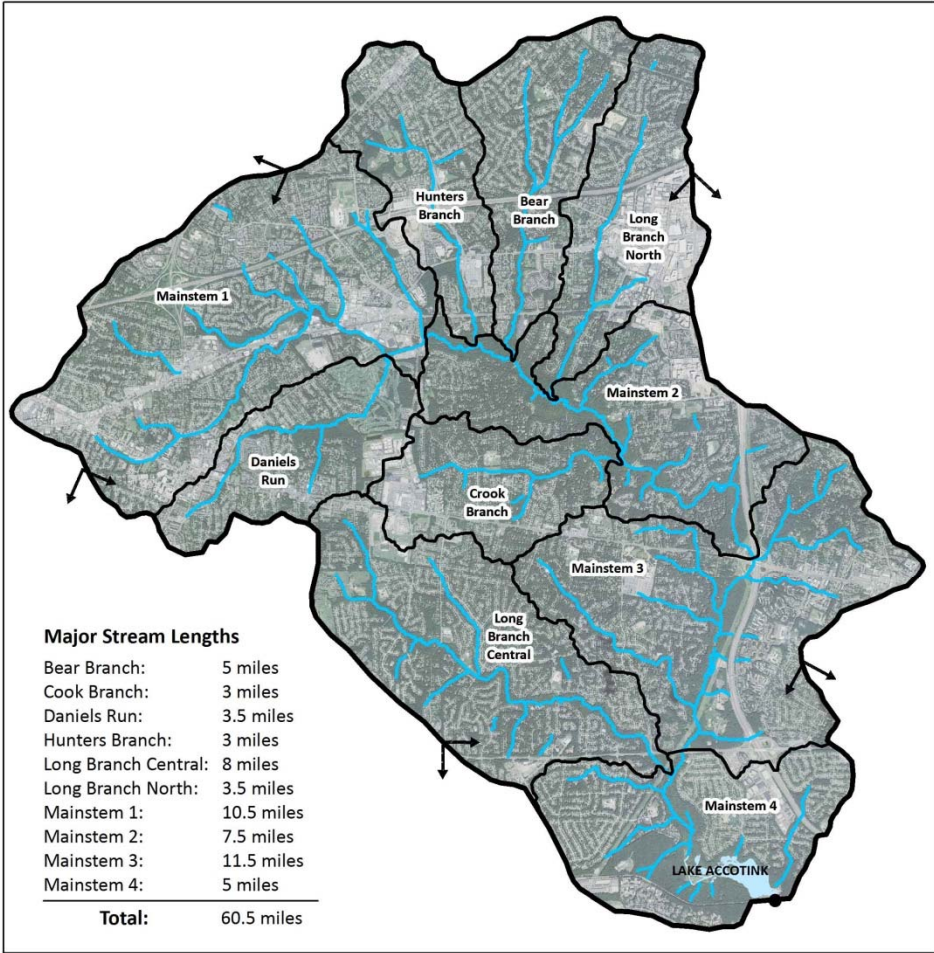 Hunters
Branch
Bear
Branch
Long
Branch
North
Mainstem 1
Mainstem 2
Daniels
Run
Crook
Branch
Mainstem 3
Long
Branch
Central
Mainstem 4
LAKE ACCOTINK
Major Stream Lengths
Bear Branch: 5 miles
Cook Branch: 3 miles
Daniels Run: 3.5 miles
Hunters Branch: 3 miles
Long Branch Central: 8 miles
Long Branch North: 3.5 miles
Mainstem 1: 10.5 miles
Mainstem 2: 7.5 miles
Mainstem 3: 11.5 miles
Mainstem 4: 5 miles
Total: 60.5 miles